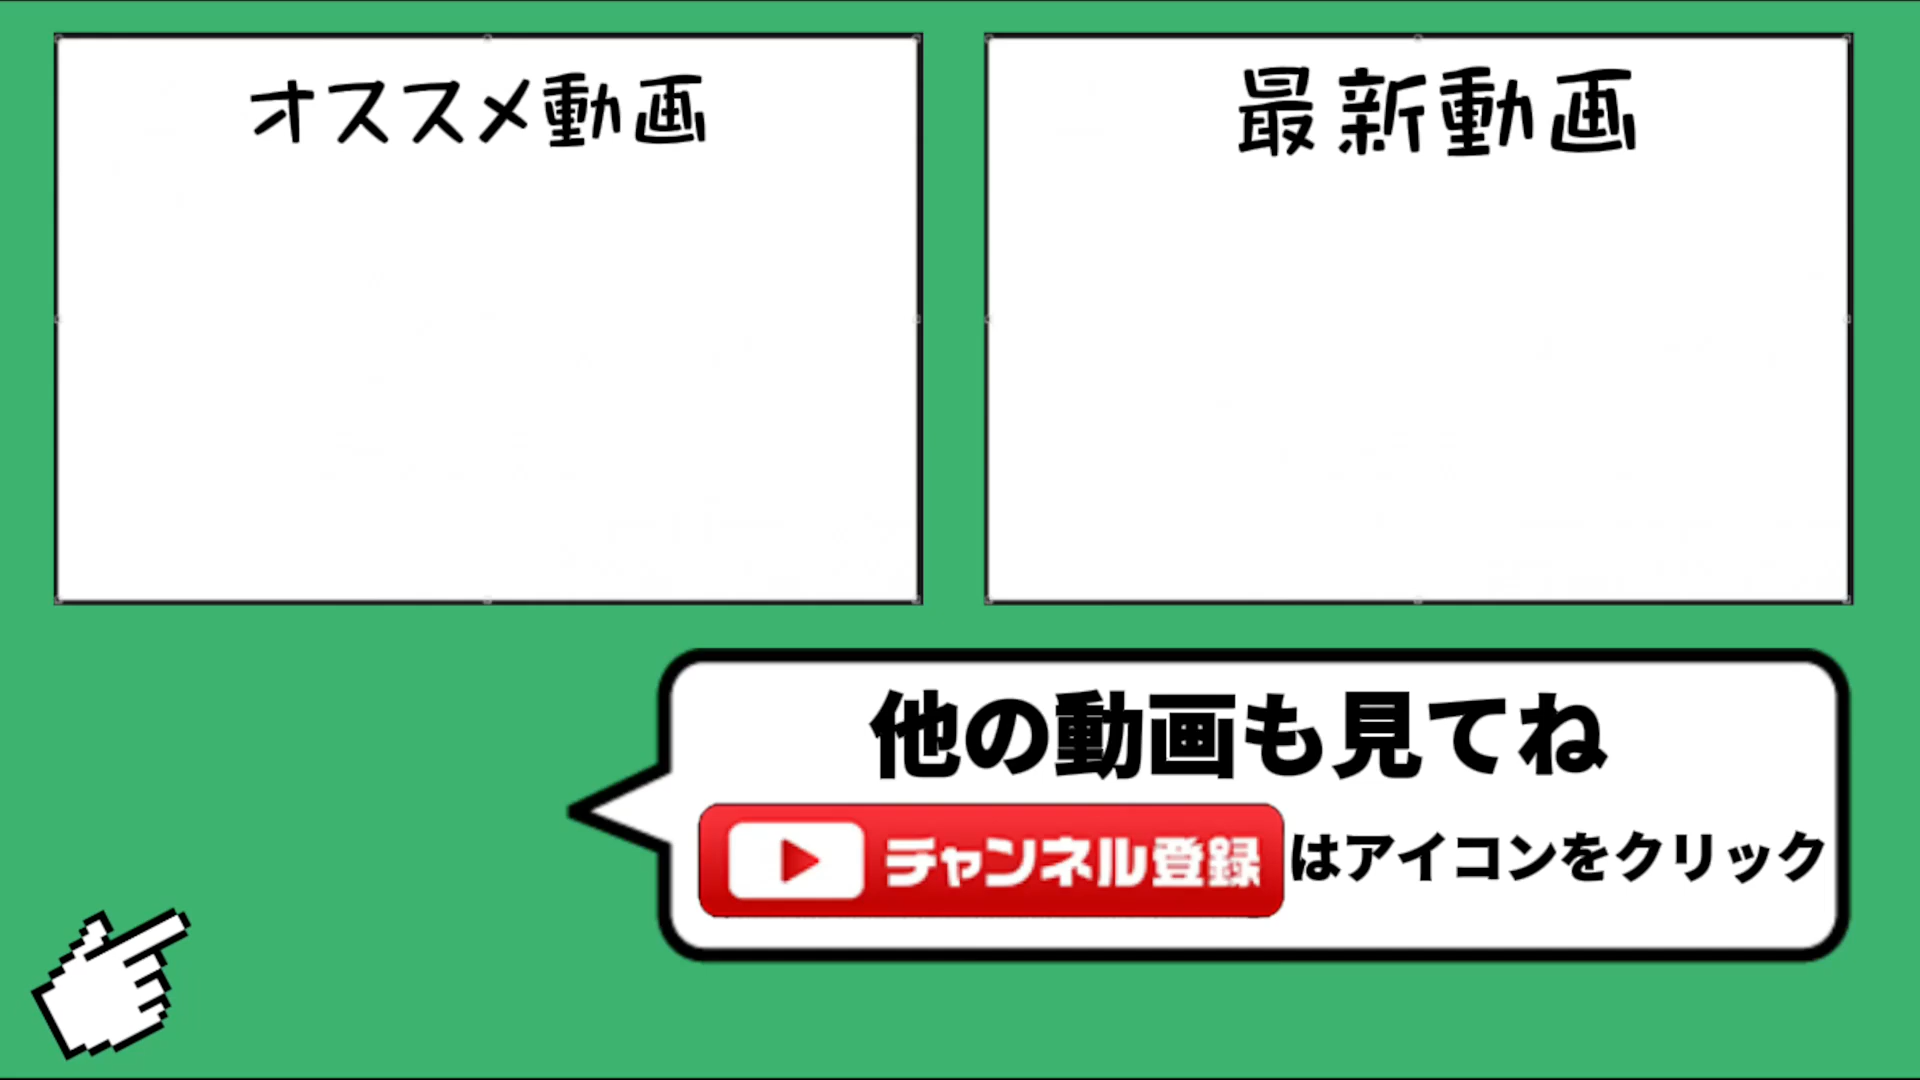 オススメ動画
最新動画
他の動画も見てね
チャンネル登録はアイコンをクリック